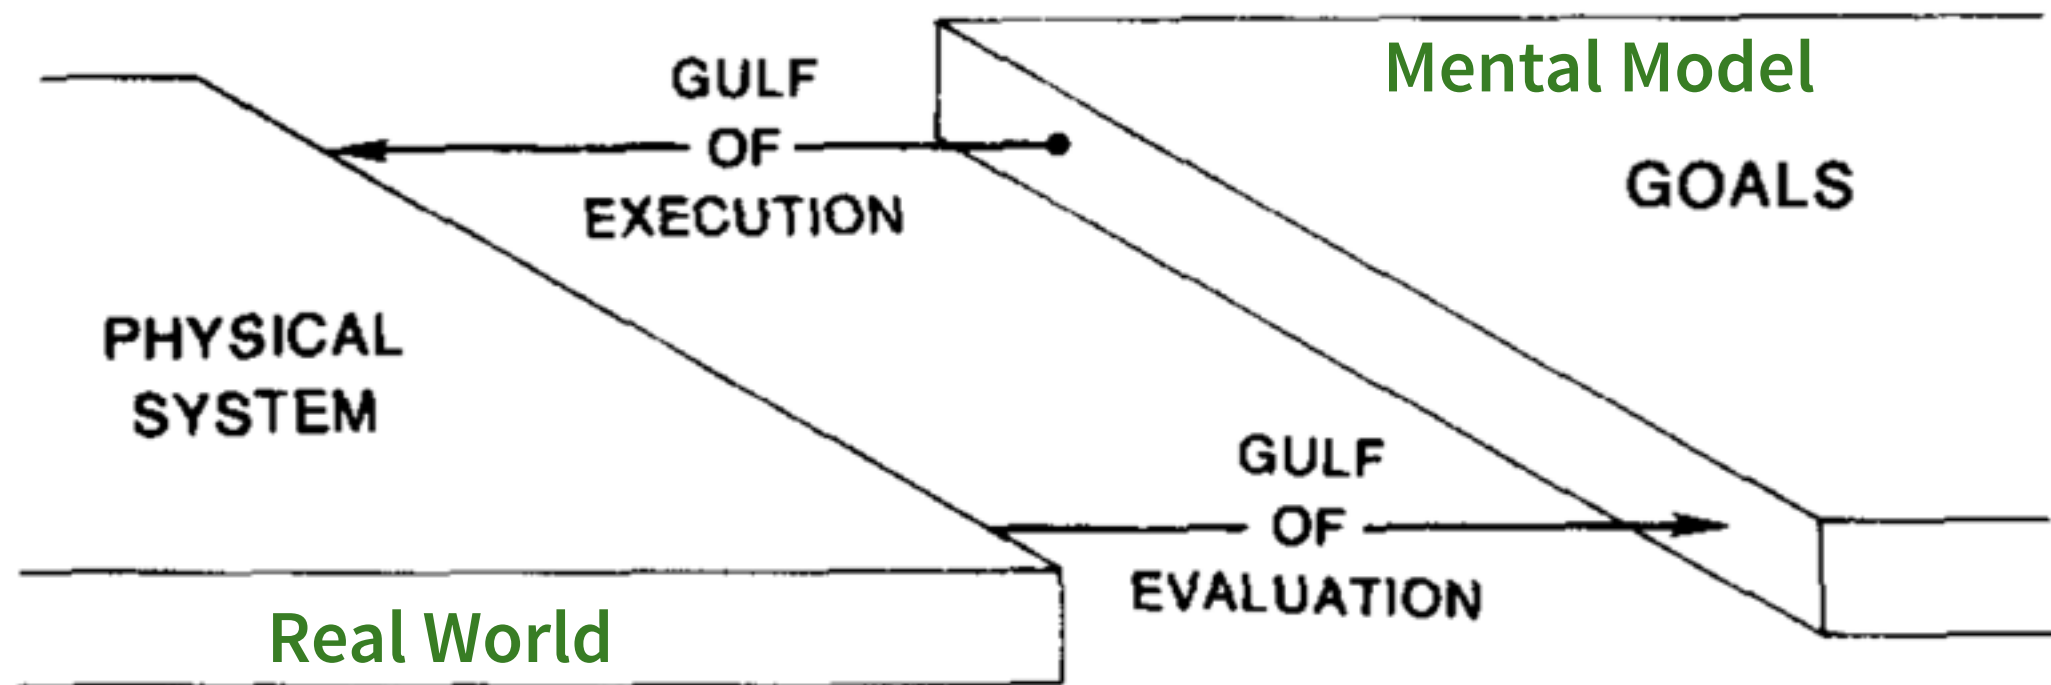 Mental Model
GULF
OF
EXECUTION
GOALS
PHYSICAL
SYSTEM
GULF
OF
EVALUATION
Real World